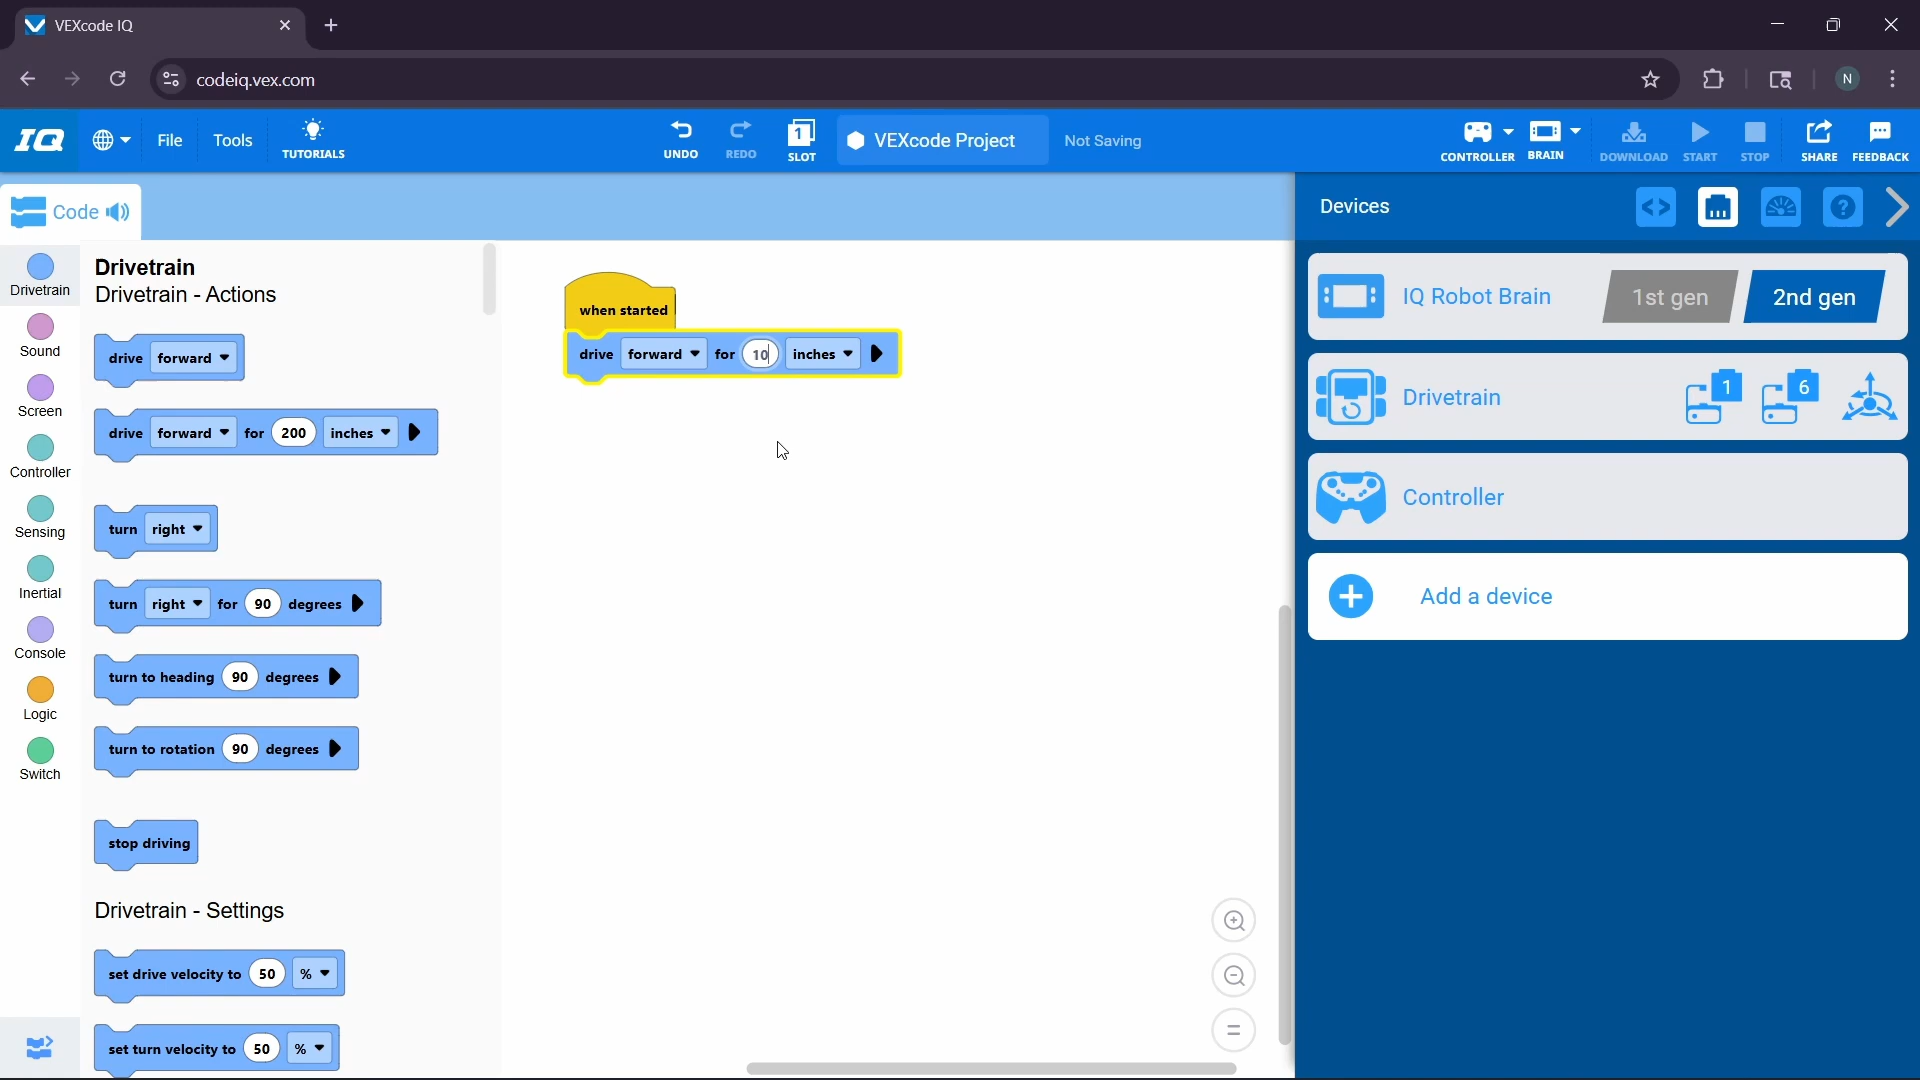 VEXcode IQ
codeiq.vex.com
N
IQ
File
Tools
TUTORIALS
UNDO
REDO
1
SLOT
VEXcode Project
Not Saving
CONTROLLER
BRAIN
DOWNLOAD
START
STOP
SHARE
FEEDBACK
Code
Devices
?
Drivetrain
Sound
Screen
Controller
Sensing
Inertial
Console
Logic
Switch
Drivetrain
Drivetrain - Actions
drive forward
drive forward for 200 inches
turn right
turn right for 90 degrees
turn to heading 90 degrees
turn to rotation 90 degrees
stop driving
Drivetrain - Settings
set drive velocity to 50 %
set turn velocity to 50 %
when started
drive forward for 10 inches
IQ Robot Brain
1st gen
2nd gen
Drivetrain
1
6
Controller
Add a device